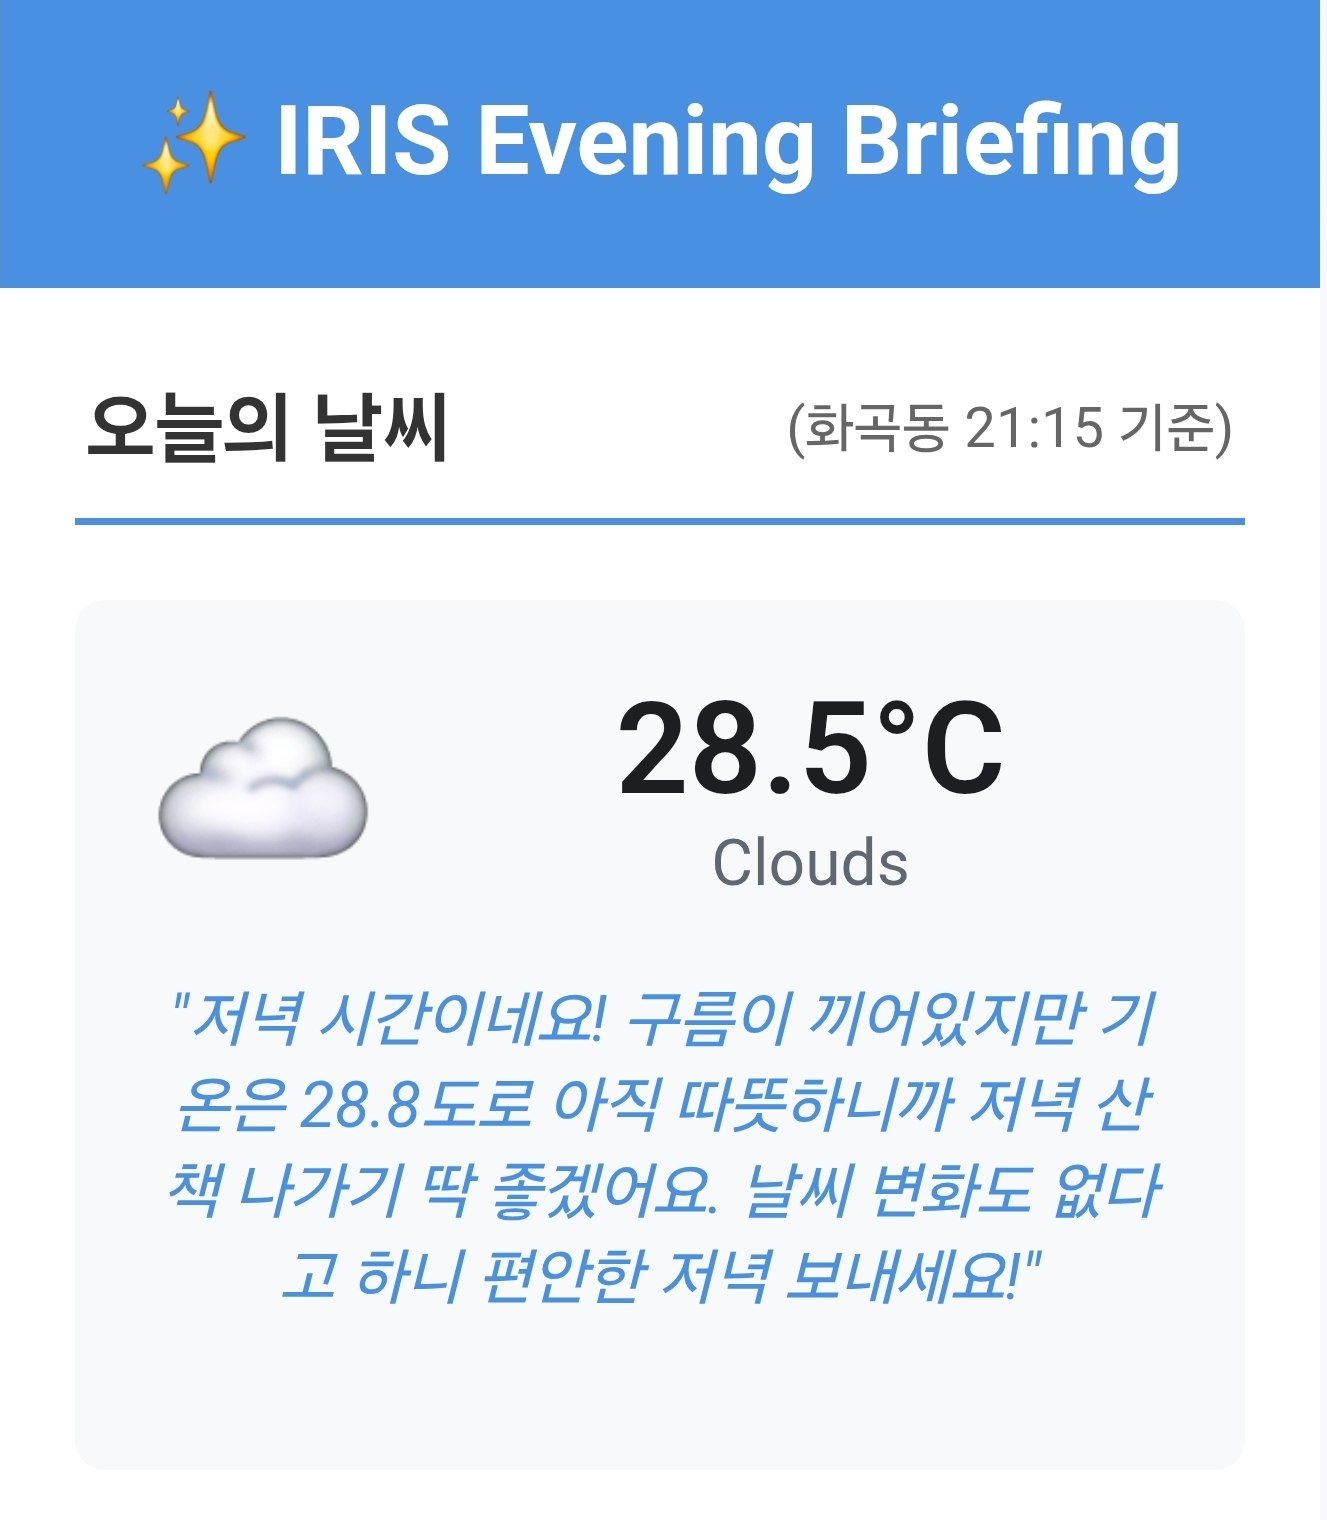 ✨ IRIS Evening Briefing
오늘의 날씨 (화곡동 21:15 기준)
28.5°C
Clouds
"저녁 시간이네요! 구름이 끼어있지만 기
온은 28.8도로 아직 따뜻하니까 저녁 산
책 나가기 딱 좋겠어요. 날씨 변화도 없다
고 하니 편안한 저녁 보내세요!"